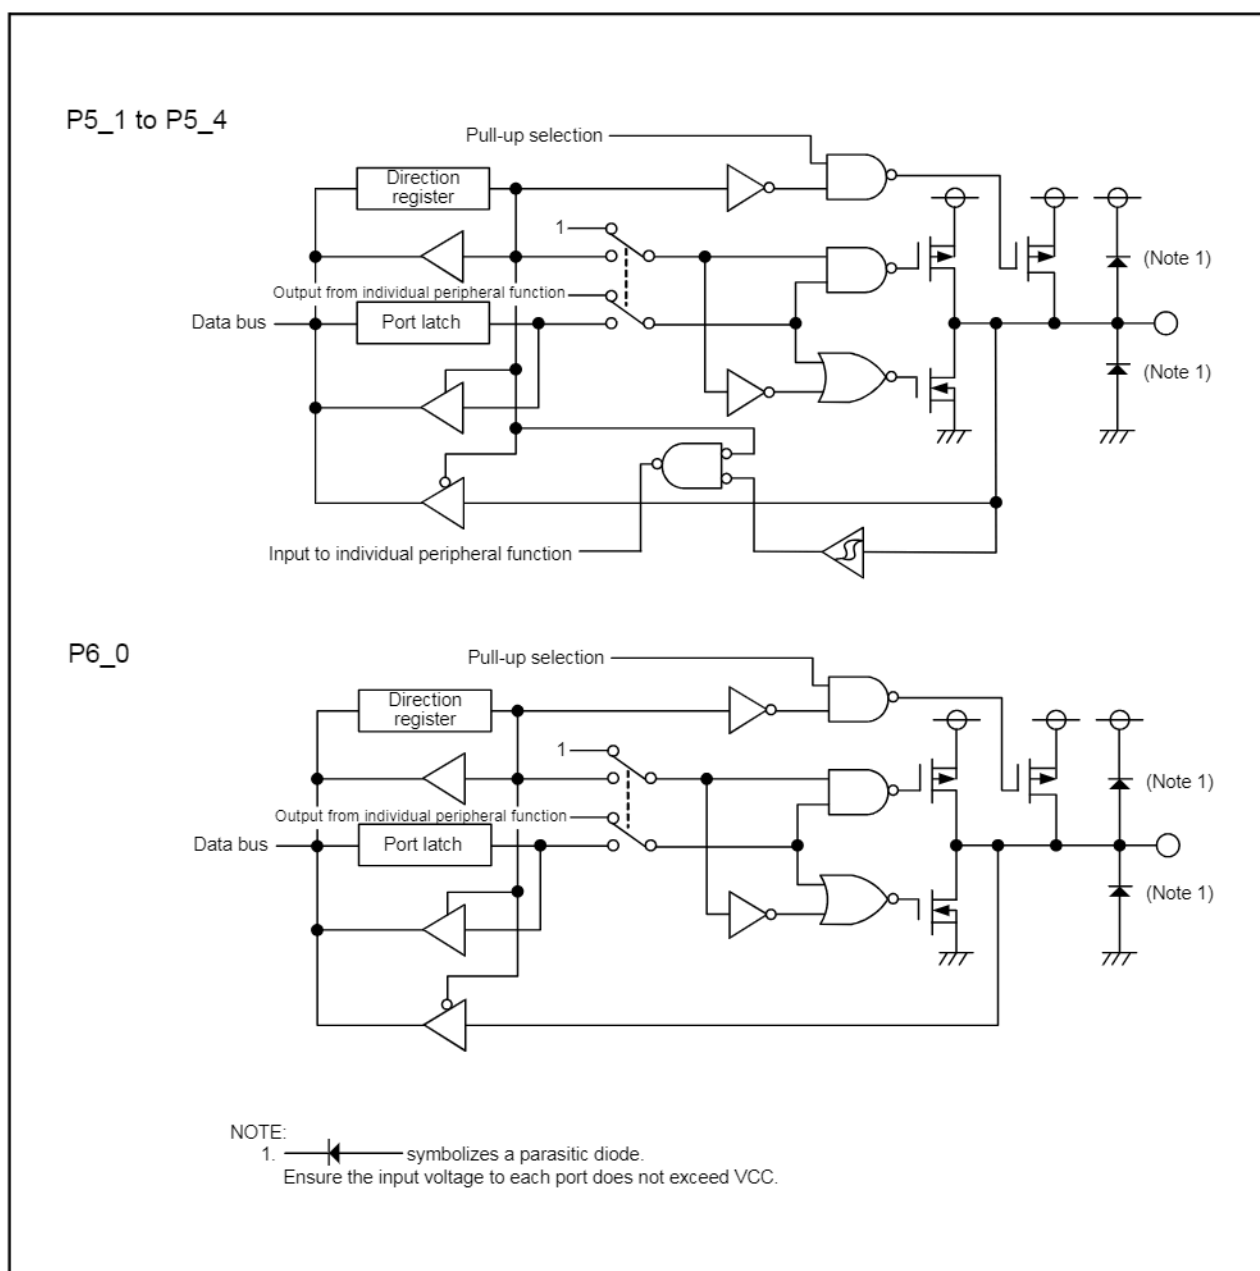 P5_1 to P5_4
Pull-up selection
Direction
register
1
(Note 1)
Output from individual peripheral function
Data bus
Port latch
(Note 1)
Input to individual peripheral function
P6_0
Pull-up selection
Direction
register
1
(Note 1)
Output from individual peripheral function
Data bus
Port latch
(Note 1)
NOTE:
1. symbolizes a parasitic diode.
Ensure the input voltage to each port does not exceed VCC.